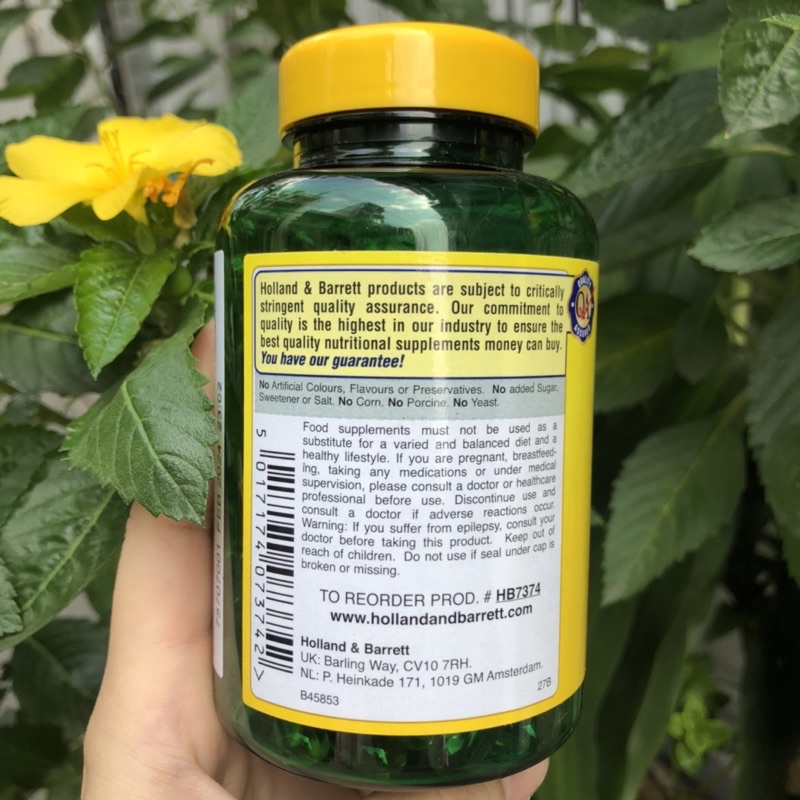 Holland & Barrett products are subject to critically
stringent quality assurance. Our commitment to
quality is the highest in our industry to ensure the
best quality nutritional supplements money can buy.
You have our guarantee!
QUALITY
QA
ASSURED
No Artificial Colours, Flavours or Preservatives. No added Sugar,
Sweetener or Salt. No Corn. No Porcine. No Yeast.
Food supplements must not be used as a
substitute for a varied and balanced diet and a
healthy lifestyle. If you are pregnant, breastfeed-
ing, taking any medications or under medical
supervision, please consult a doctor or healthcare
professional before use. Discontinue use and
consult a doctor if adverse reactions occur.
Warning: If you suffer from epilepsy, consult your
doctor before taking this product. Keep out of
reach of children. Do not use if seal under cap is
broken or missing.
5 017174 073742 >
TO REORDER PROD. # HB7374
www.hollandandbarrett.com
Holland & Barrett
UK: Barling Way, CV10 7RH.
NL: P. Heinkade 171, 1019 GM Amsterdam.
B45853
27B
FEB 2024